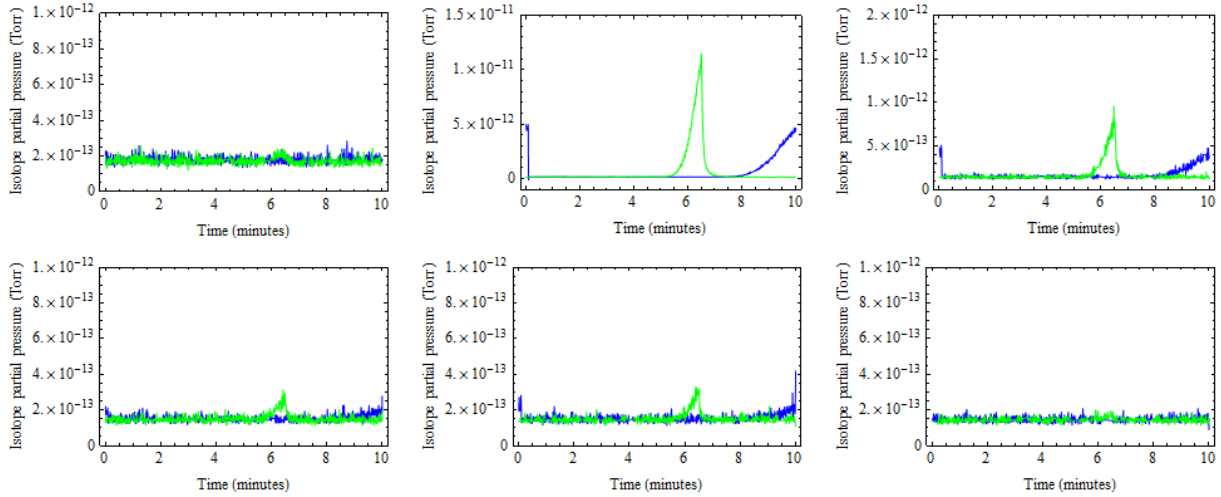 Isotope partial pressure (Torr)
1. × 10⁻¹²
8. × 10⁻¹³
6. × 10⁻¹³
4. × 10⁻¹³
2. × 10⁻¹³
0
0 2 4 6 8 10
Time (minutes)
Isotope partial pressure (Torr)
1.5 × 10⁻¹¹
1. × 10⁻¹¹
5. × 10⁻¹²
0
0 2 4 6 8 10
Time (minutes)
Isotope partial pressure (Torr)
2. × 10⁻¹²
2. × 10⁻¹²
1. × 10⁻¹²
5. × 10⁻¹³
0
0 2 4 6 8 10
Time (minutes)
Isotope partial pressure (Torr)
1. × 10⁻¹²
8. × 10⁻¹³
6. × 10⁻¹³
4. × 10⁻¹³
2. × 10⁻¹³
0
0 2 4 6 8 10
Time (minutes)
Isotope partial pressure (Torr)
1. × 10⁻¹²
8. × 10⁻¹³
6. × 10⁻¹³
4. × 10⁻¹³
2. × 10⁻¹³
0
0 2 4 6 8 10
Time (minutes)
Isotope partial pressure (Torr)
1. × 10⁻¹²
8. × 10⁻¹³
6. × 10⁻¹³
4. × 10⁻¹³
2. × 10⁻¹³
0
0 2 4 6 8 10
Time (minutes)